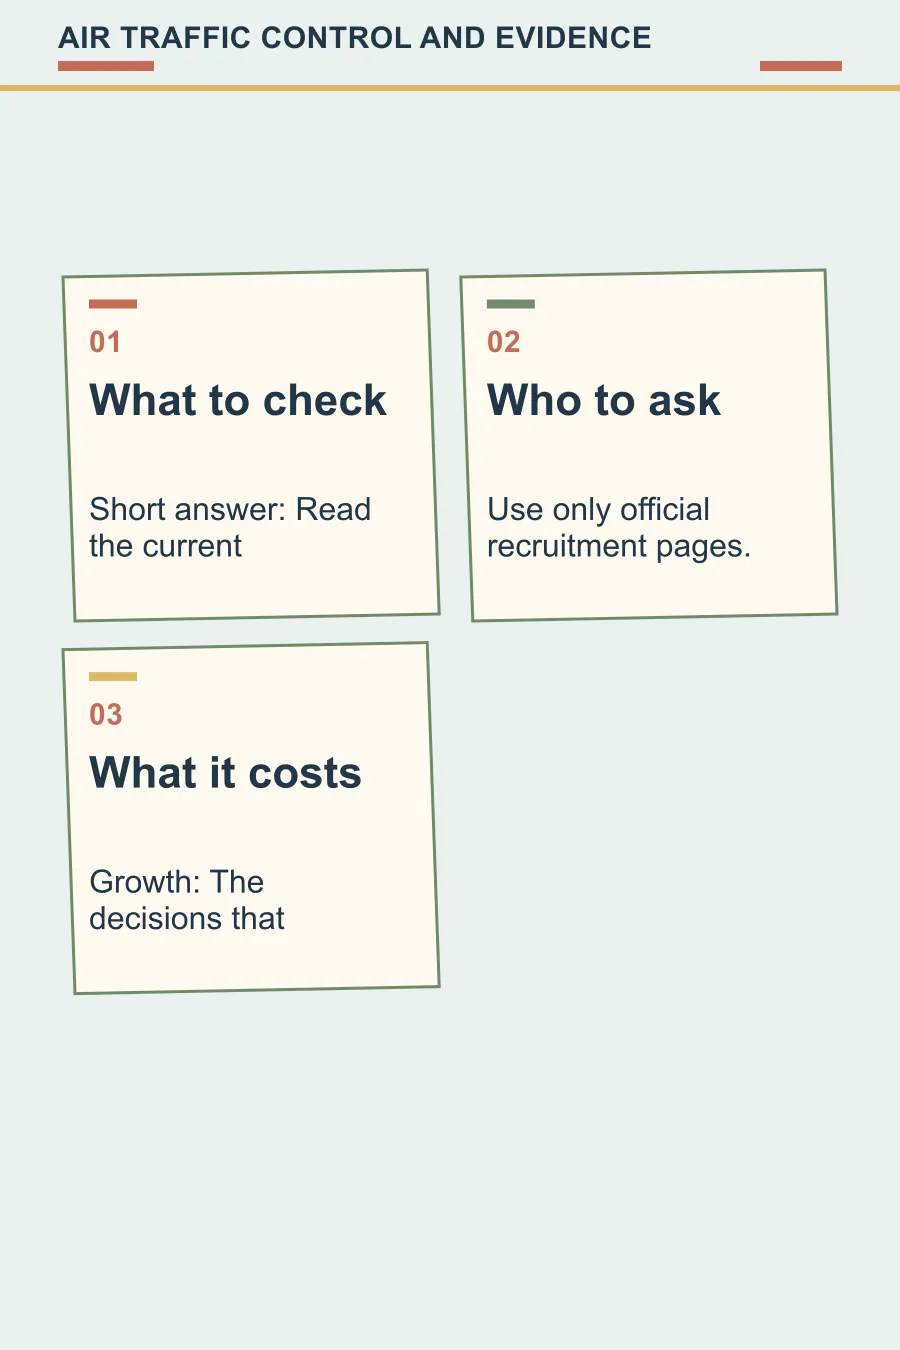 AIR TRAFFIC CONTROL AND EVIDENCE
01
What to check
Short answer: Read
the current
02
Who to ask
Use only official
recruitment pages.
03
What it costs
Growth: The
decisions that